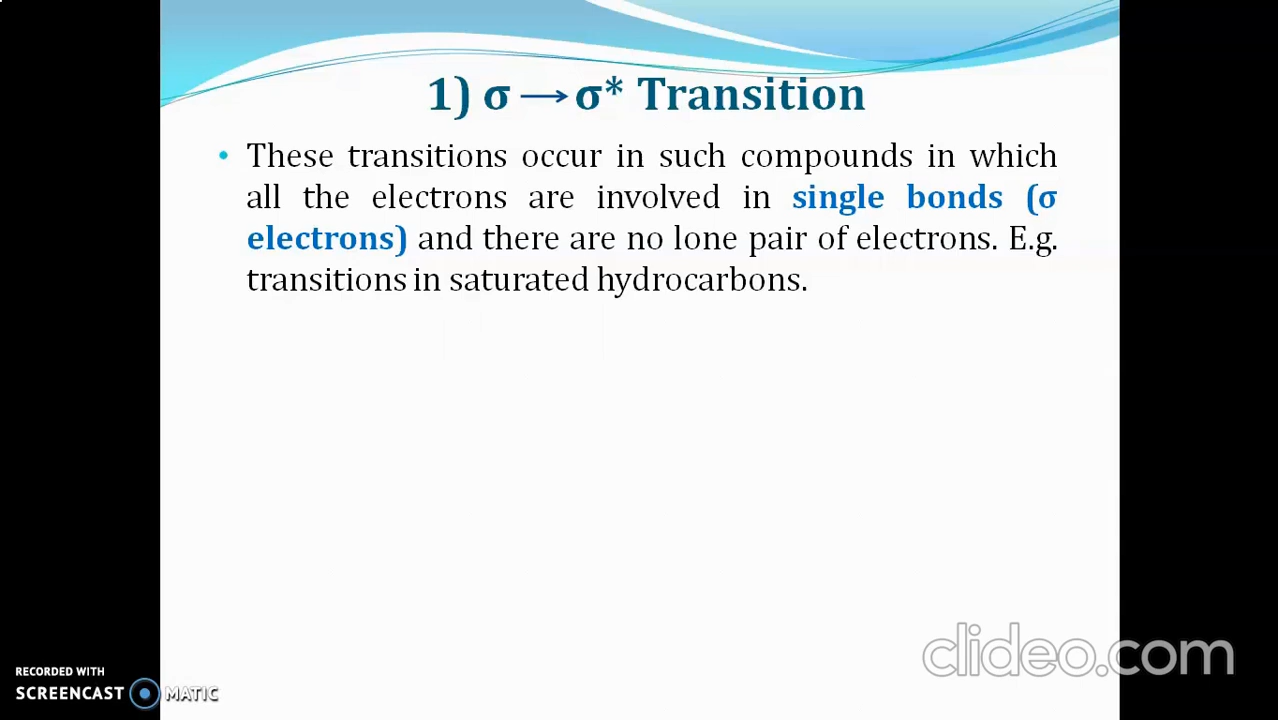 1) σ → σ* Transition
• These transitions occur in such compounds in which
all the electrons are involved in single bonds (σ
electrons) and there are no lone pair of electrons. E.g.
transitions in saturated hydrocarbons.
clideo.com
RECORDED WITH
SCREENCAST MATIC